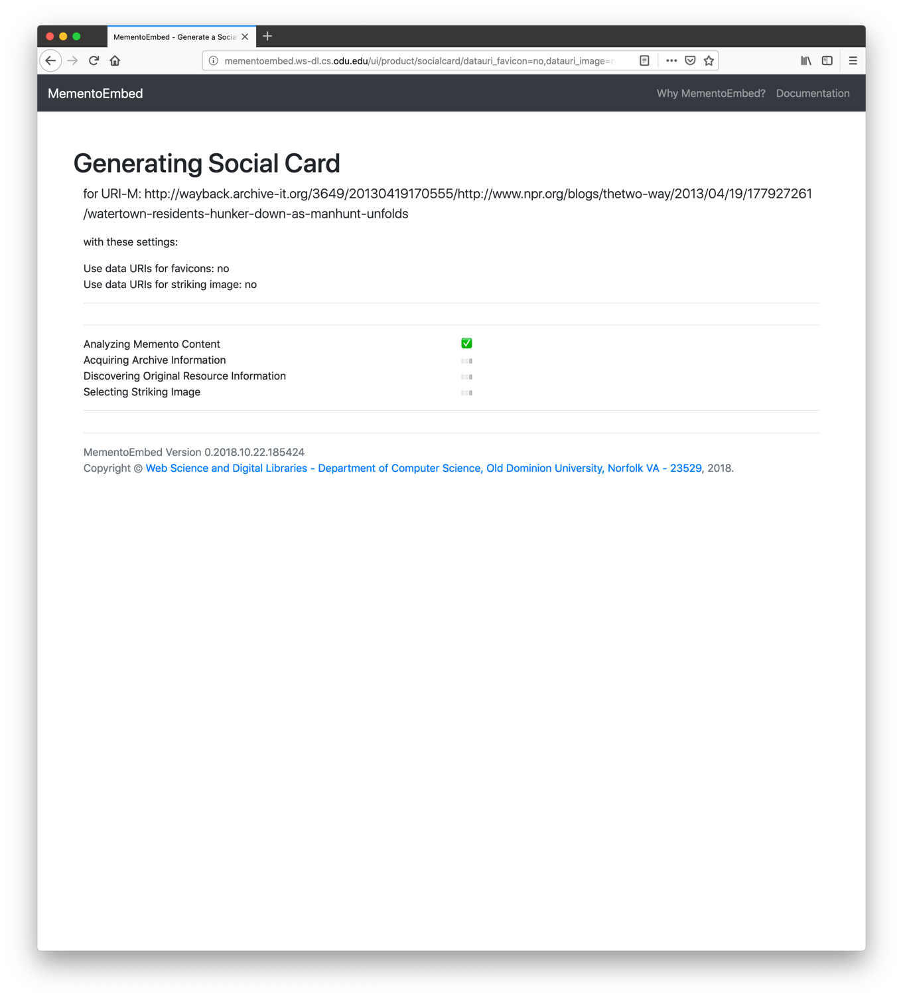 MementoEmbed - Generate a Socia
mementoembed.ws-dl.cs.odu.edu/ui/product/socialcard/datauri_favicon=no,datauri_image=n
MementoEmbed
Why MementoEmbed?
Documentation
Generating Social Card
for URI-M: http://wayback.archive-it.org/3649/20130419170555/http://www.npr.org/blogs/thetwo-way/2013/04/19/177927261
/watertown-residents-hunker-down-as-manhunt-unfolds
with these settings:
Use data URIs for favicons: no
Use data URIs for striking image: no
Analyzing Memento Content
Acquiring Archive Information
Discovering Original Resource Information
Selecting Striking Image
MementoEmbed Version 0.2018.10.22.185424
Copyright © Web Science and Digital Libraries - Department of Computer Science, Old Dominion University, Norfolk VA - 23529, 2018.